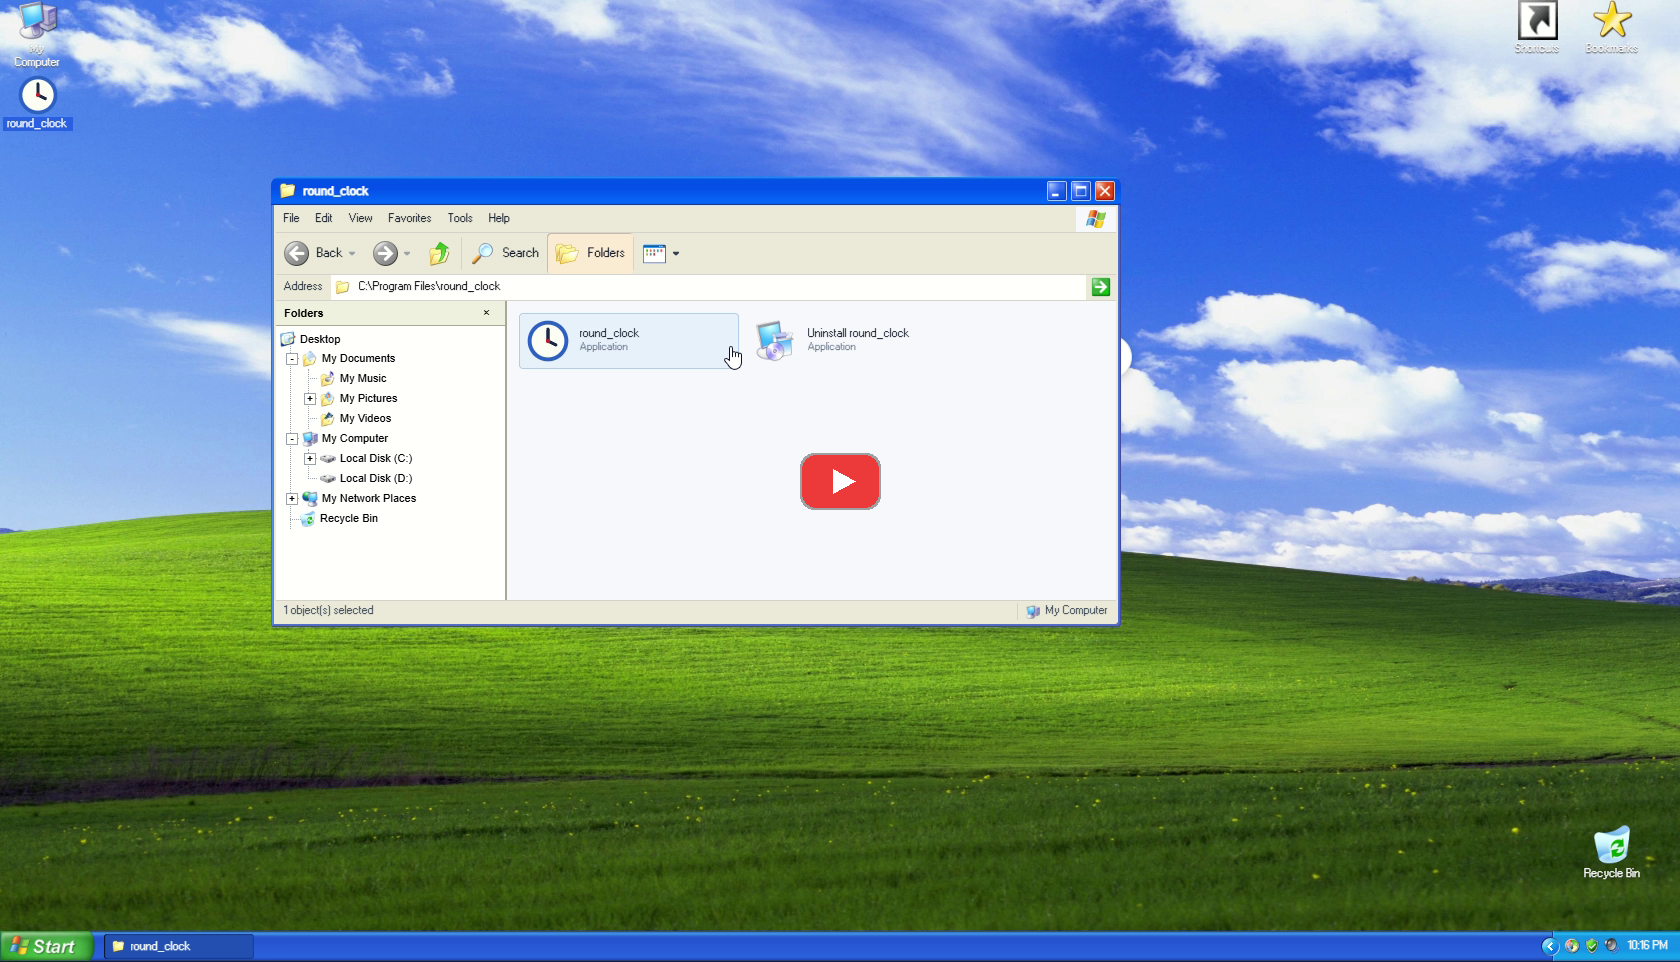 My
Computer
round_clock
Shortcuts
Bookmarks
round_clock
File Edit View Favorites Tools Help
Back Search Folders
Address C:\Program Files\round_clock
Folders
Desktop
My Documents
My Music
My Pictures
My Videos
My Computer
Local Disk (C:)
Local Disk (D:)
My Network Places
Recycle Bin
round_clock
Application
Uninstall round_clock
Application
1 object(s) selected
My Computer
Recycle Bin
Start
round_clock
10:16 PM